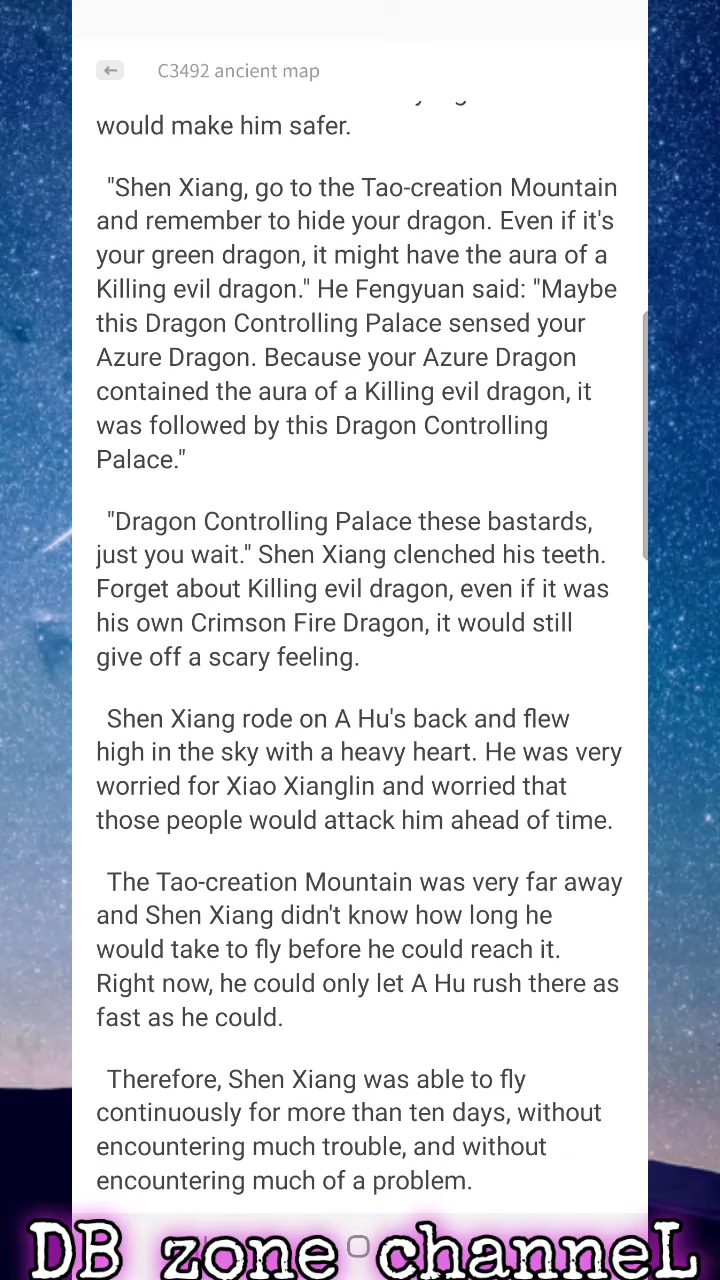 C3492 ancient map
would make him safer.
"Shen Xiang, go to the Tao-creation Mountain
and remember to hide your dragon. Even if it's
your green dragon, it might have the aura of a
Killing evil dragon." He Fengyuan said: "Maybe
this Dragon Controlling Palace sensed your
Azure Dragon. Because your Azure Dragon
contained the aura of a Killing evil dragon, it
was followed by this Dragon Controlling
Palace."
"Dragon Controlling Palace these bastards,
just you wait." Shen Xiang clenched his teeth.
Forget about Killing evil dragon, even if it was
his own Crimson Fire Dragon, it would still
give off a scary feeling.
Shen Xiang rode on A Hu's back and flew
high in the sky with a heavy heart. He was very
worried for Xiao Xianglin and worried that
those people would attack him ahead of time.
The Tao-creation Mountain was very far away
and Shen Xiang didn't know how long he
would take to fly before he could reach it.
Right now, he could only let A Hu rush there as
fast as he could.
Therefore, Shen Xiang was able to fly
continuously for more than ten days, without
encountering much trouble, and without
encountering much of a problem.
DB zone channeL